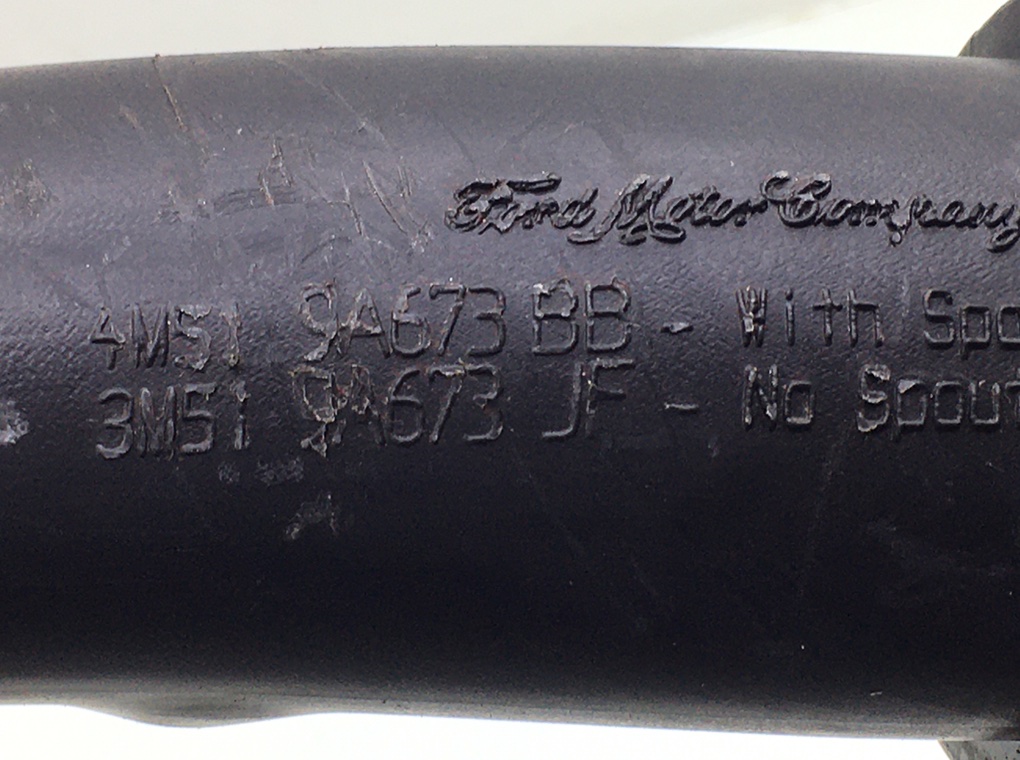 Ford Motor Company
4M51 9A673 BB - With Spo
3M51 9A673 JF - No Spout